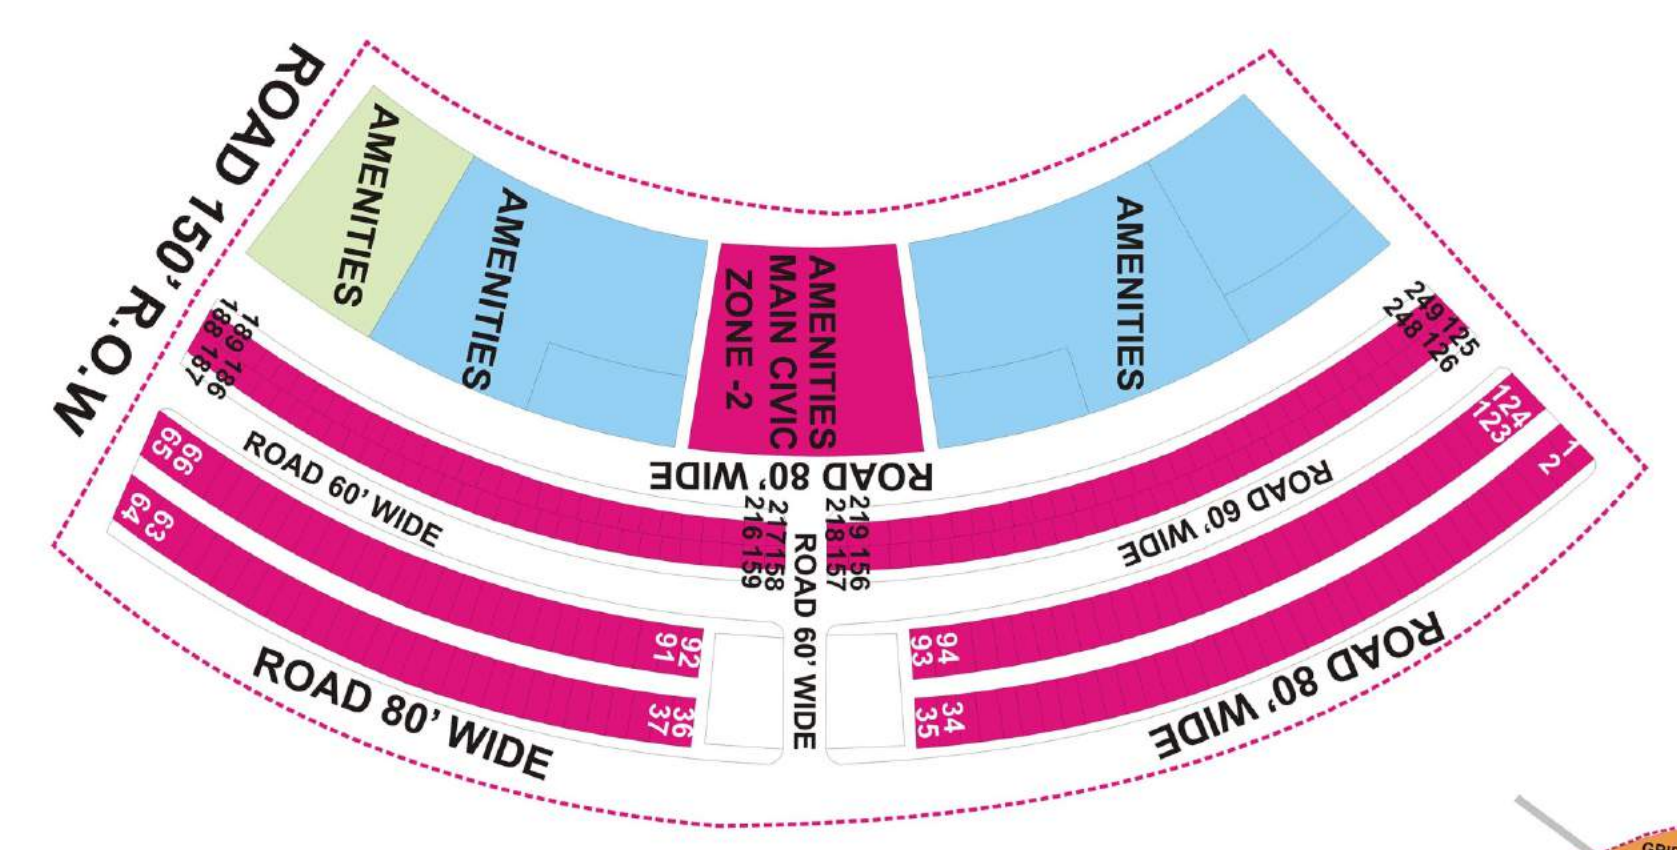 ROAD 150' R.O.W
AMENITIES
AMENITIES
AMENITIES
MAIN CIVIC
ZONE -2
AMENITIES
ROAD 80' WIDE
188 189
187 186
249 125
248 126
216 217
159 158
218 219
157 156
ROAD 60' WIDE
ROAD 60' WIDE
ROAD 60' WIDE
65 66
64 63
91 92
37 36
93 94
35 34
124
123
1
2
ROAD 80' WIDE
ROAD 80' WIDE